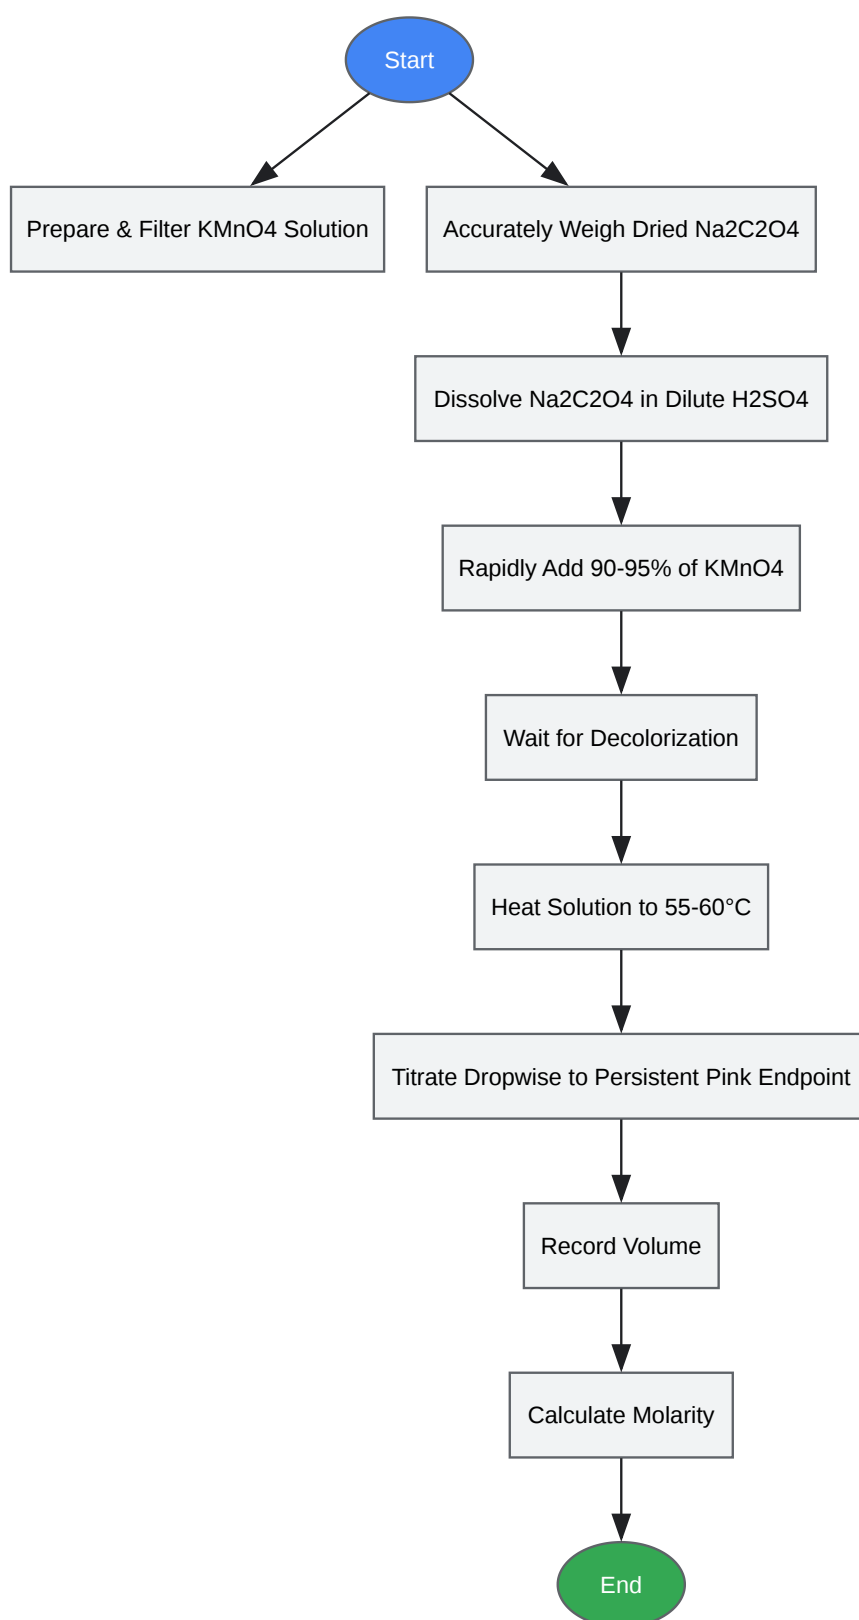 Start
Prepare & Filter KMnO4 Solution
Accurately Weigh Dried Na2C2O4
Dissolve Na2C2O4 in Dilute H2SO4
Rapidly Add 90-95% of KMnO4
Wait for Decolorization
Heat Solution to 55-60°C
Titrate Dropwise to Persistent Pink Endpoint
Record Volume
Calculate Molarity
End